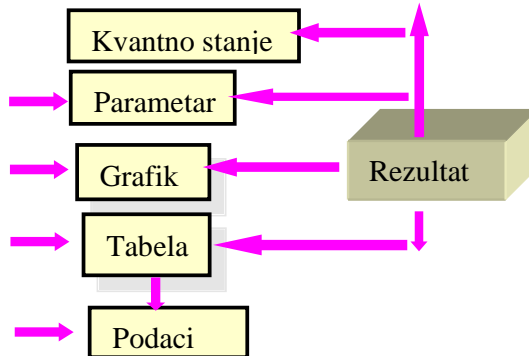 Kvantno stanje
Parametar
Grafik
Rezultat
Tabela
Podaci